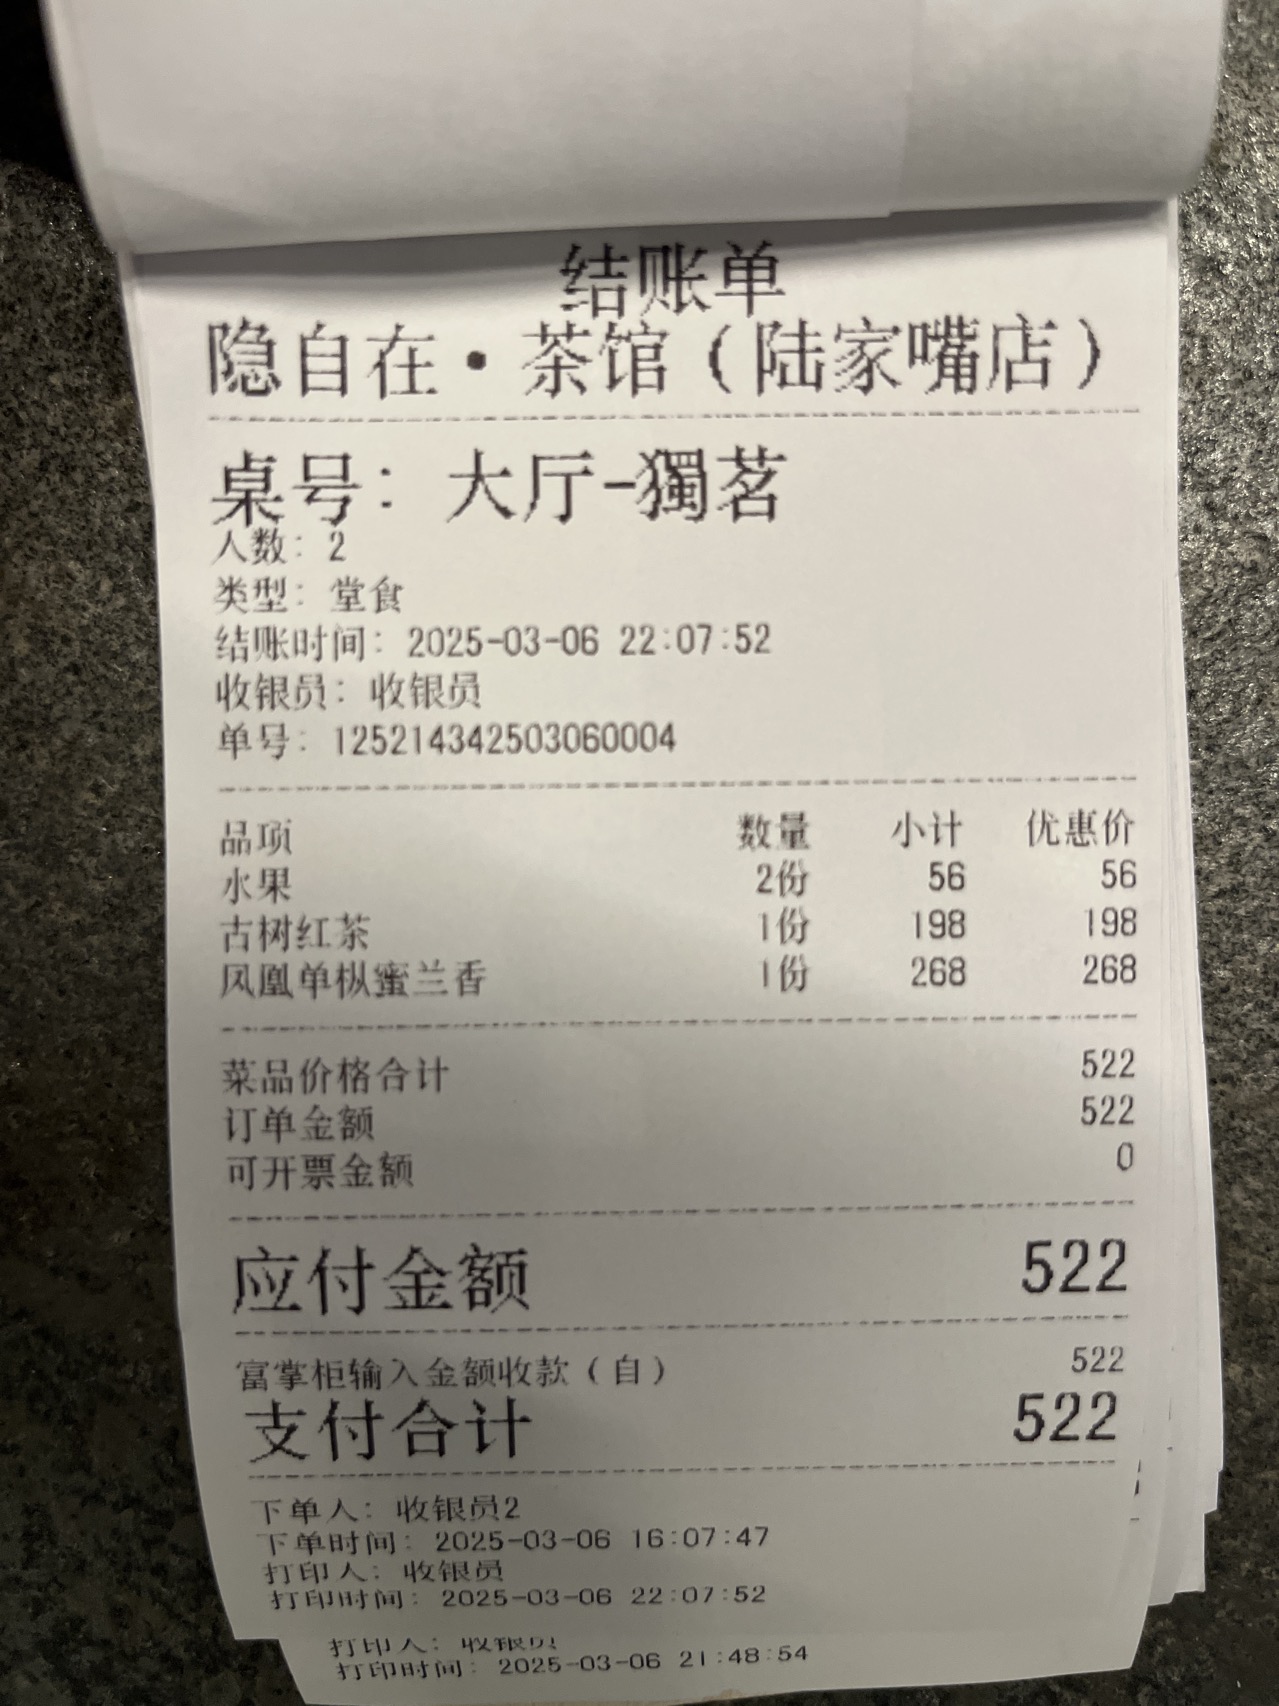 结账单
隐自在·茶馆（陆家嘴店）
桌号： 大厅-獨茗
人数： 2
类型： 堂食
结账时间： 2025-03-06 22:07:52
收银员： 收银员
单号： 125214342503060004
品项 数量 小计 优惠价
水果 2份 56 56
古树红茶 1份 198 198
凤凰单枞蜜兰香 1份 268 268
菜品价格合计 522
订单金额 522
可开票金额 0
应付金额 522
富掌柜输入金额收款（自） 522
支付合计 522
下单人： 收银员2
下单时间： 2025-03-06 16:07:47
打印人： 收银员
打印时间： 2025-03-06 22:07:52
打印人： 收银员
打印时间： 2025-03-06 21:48:54